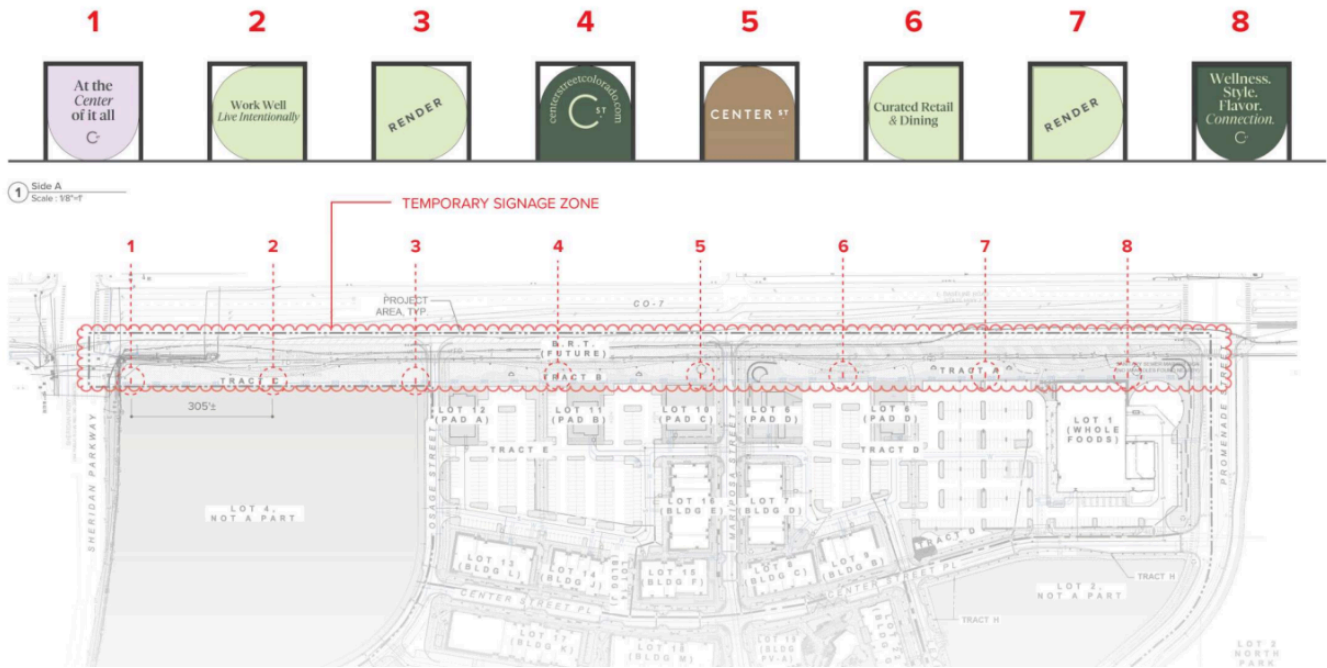 1 2 3 4 5 6 7 8
At the
Center
of it all
C
Work Well
Live Intentionally
RENDER
centerstreetcolorado.com
C ST.
CENTER ST
Curated Retail
& Dining
RENDER
Wellness.
Style.
Flavor.
Connection.
C
1 Side A
Scale : 1/8"=1'
TEMPORARY SIGNAGE ZONE
1 2 3 4 5 6 7 8
PROJECT
AREA, TYP.
CO-7
B.R.T.
(FUTURE)
TRACT C
TRACT B
TRACT A
305'±
LOT 12
(PAD A)
LOT 11
(PAD B)
LOT 10
(PAD C)
LOT 6
(PAD D)
LOT 6
(PAD D)
LOT 1
(WHOLE
FOODS)
SHERIDAN PARKWAY
OSAGE STREET
MARIPOSA STREET
TRACT E
TRACT D
LOT 4,
NOT A PART
LOT 16
(BLDG E)
LOT 7
(BLDG D)
TRACT D
LOT 13
(BLDG L)
LOT 14
(BLDG J)
LOT 15
(BLDG F)
(BLDG C)
LOT 9
(BLDG B)
CENTER STREET PL
CENTER STREET PL
TRACT H
LOT 2,
NOT A PART
TRACT H
LOT 17
(BLDG K)
LOT 18
(BLDG M)
LOT 3
NORTH